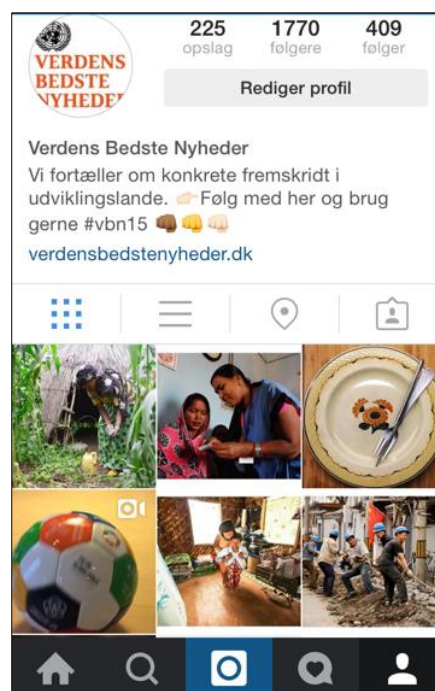 VERDENS
BEDSTE
NYHEDER
225 1770 409
opslag følgere følger
Rediger profil
Verdens Bedste Nyheder
Vi fortæller om konkrete fremskridt i
udviklingslande. 👉🏻Følg med her og brug
gerne #vbn15 👊🏾👊👊🏻
verdensbedstenyheder.dk